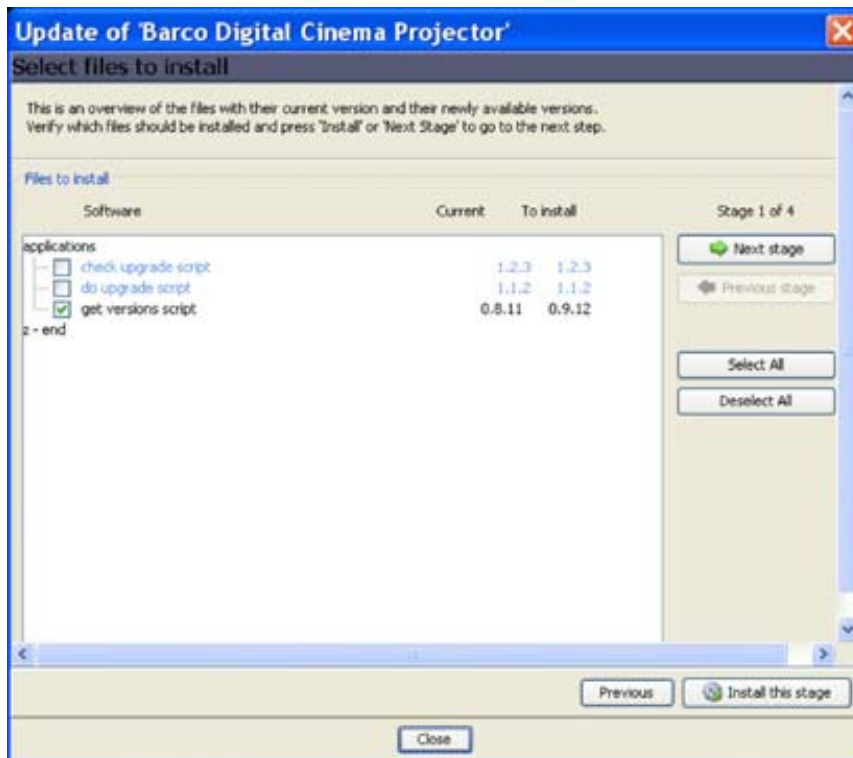 Update of 'Barco Digital Cinema Projector'
Select files to install
This is an overview of the files with their current version and their newly available versions.
Verify which files should be installed and press 'Install' or 'Next Stage' to go to the next step.
Files to install
Software Current To install Stage 1 of 4
applications
Next stage
check upgrade script 1.2.3 1.2.3
do upgrade script 1.1.2 1.1.2
Previous stage
get versions script 0.8.11 0.9.12
z - end
Select All
Deselect All
Previous Install this stage
Close